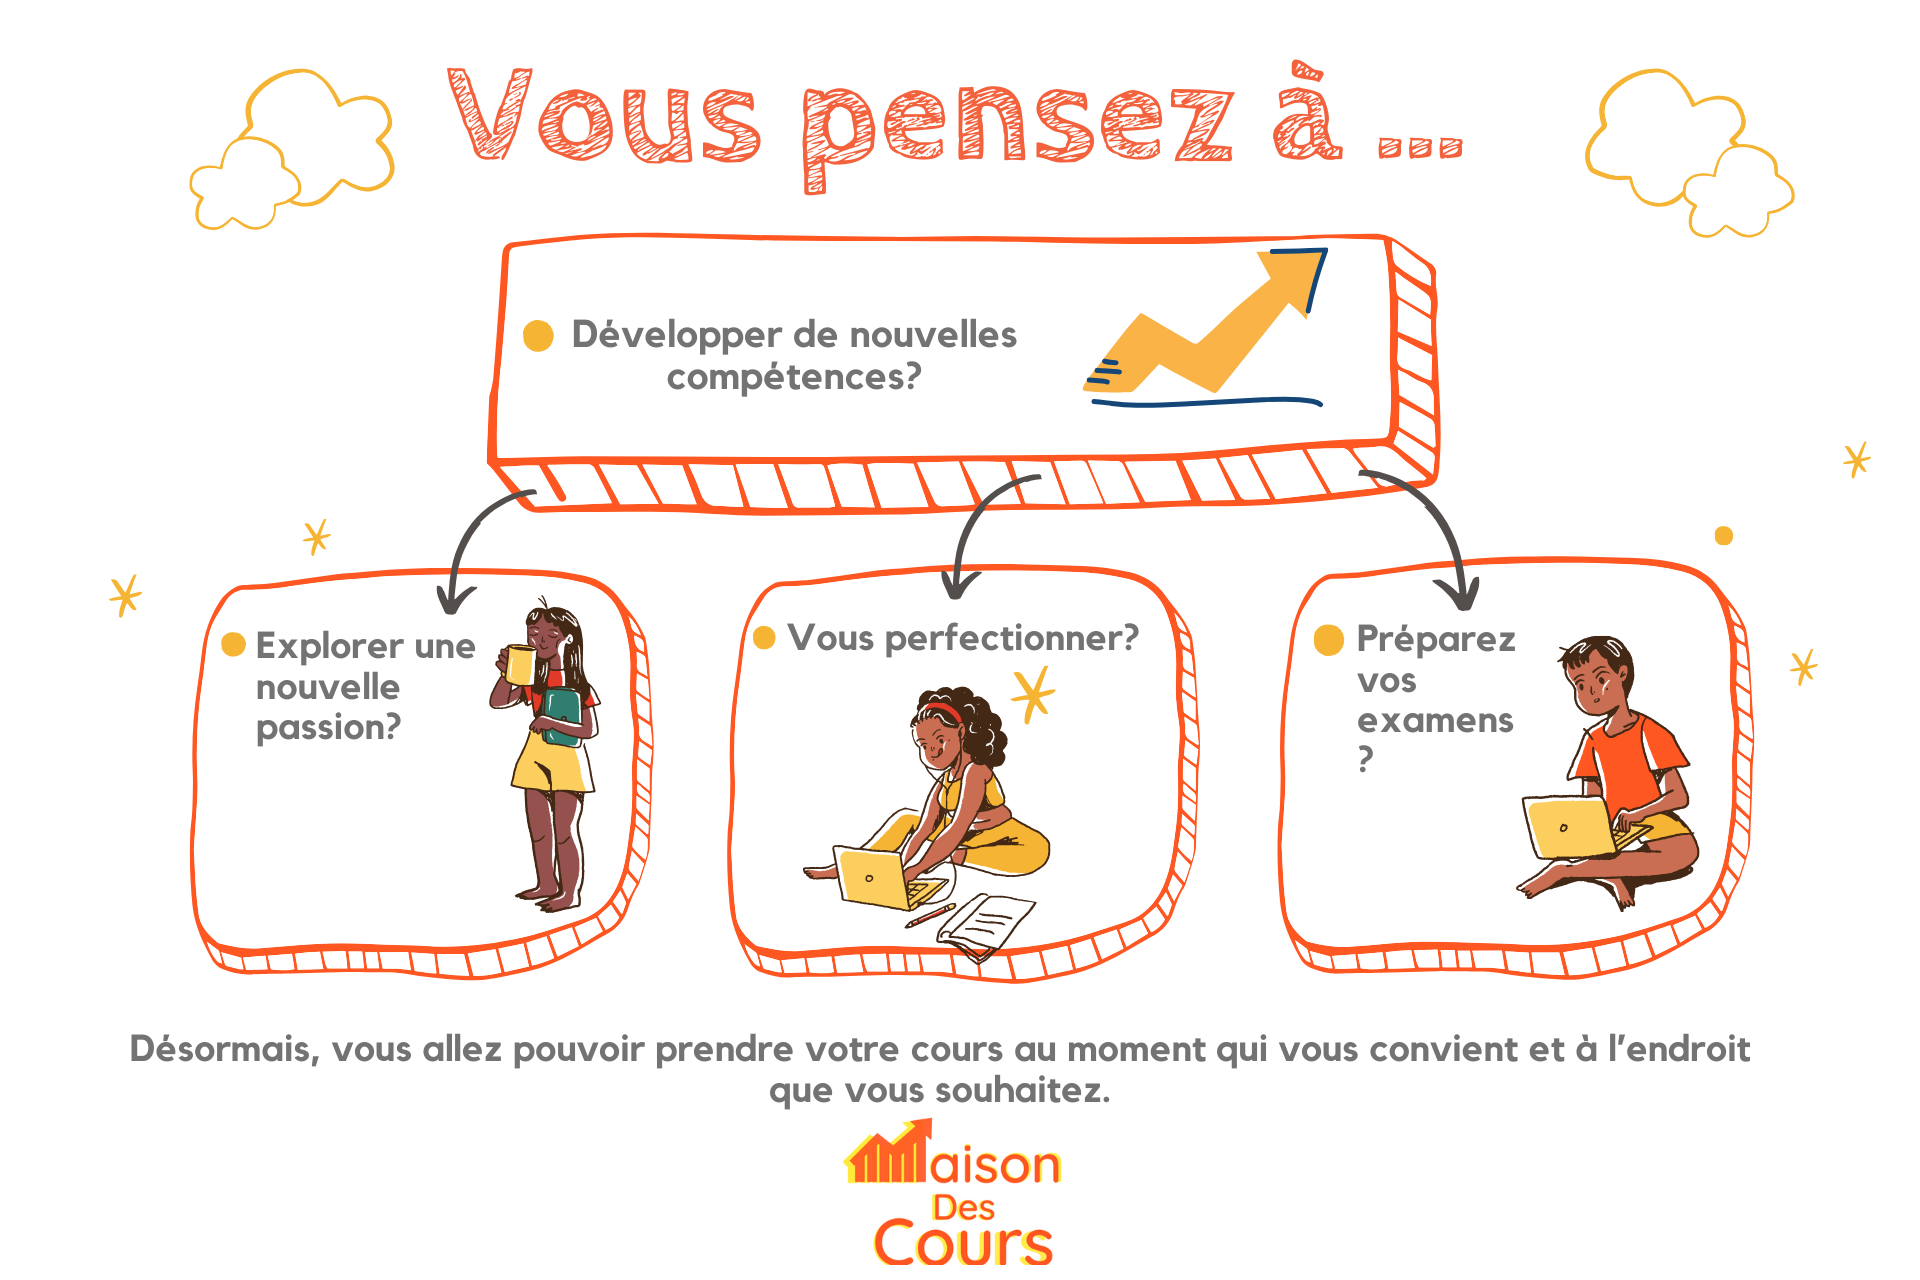 Vous pensez à ...
Développer de nouvelles
compétences?
Explorer une
nouvelle
passion?
Vous perfectionner?
Préparez
vos
examens
?
Désormais, vous allez pouvoir prendre votre cours au moment qui vous convient et à l’endroit
que vous souhaitez.
Maison
Des
Cours